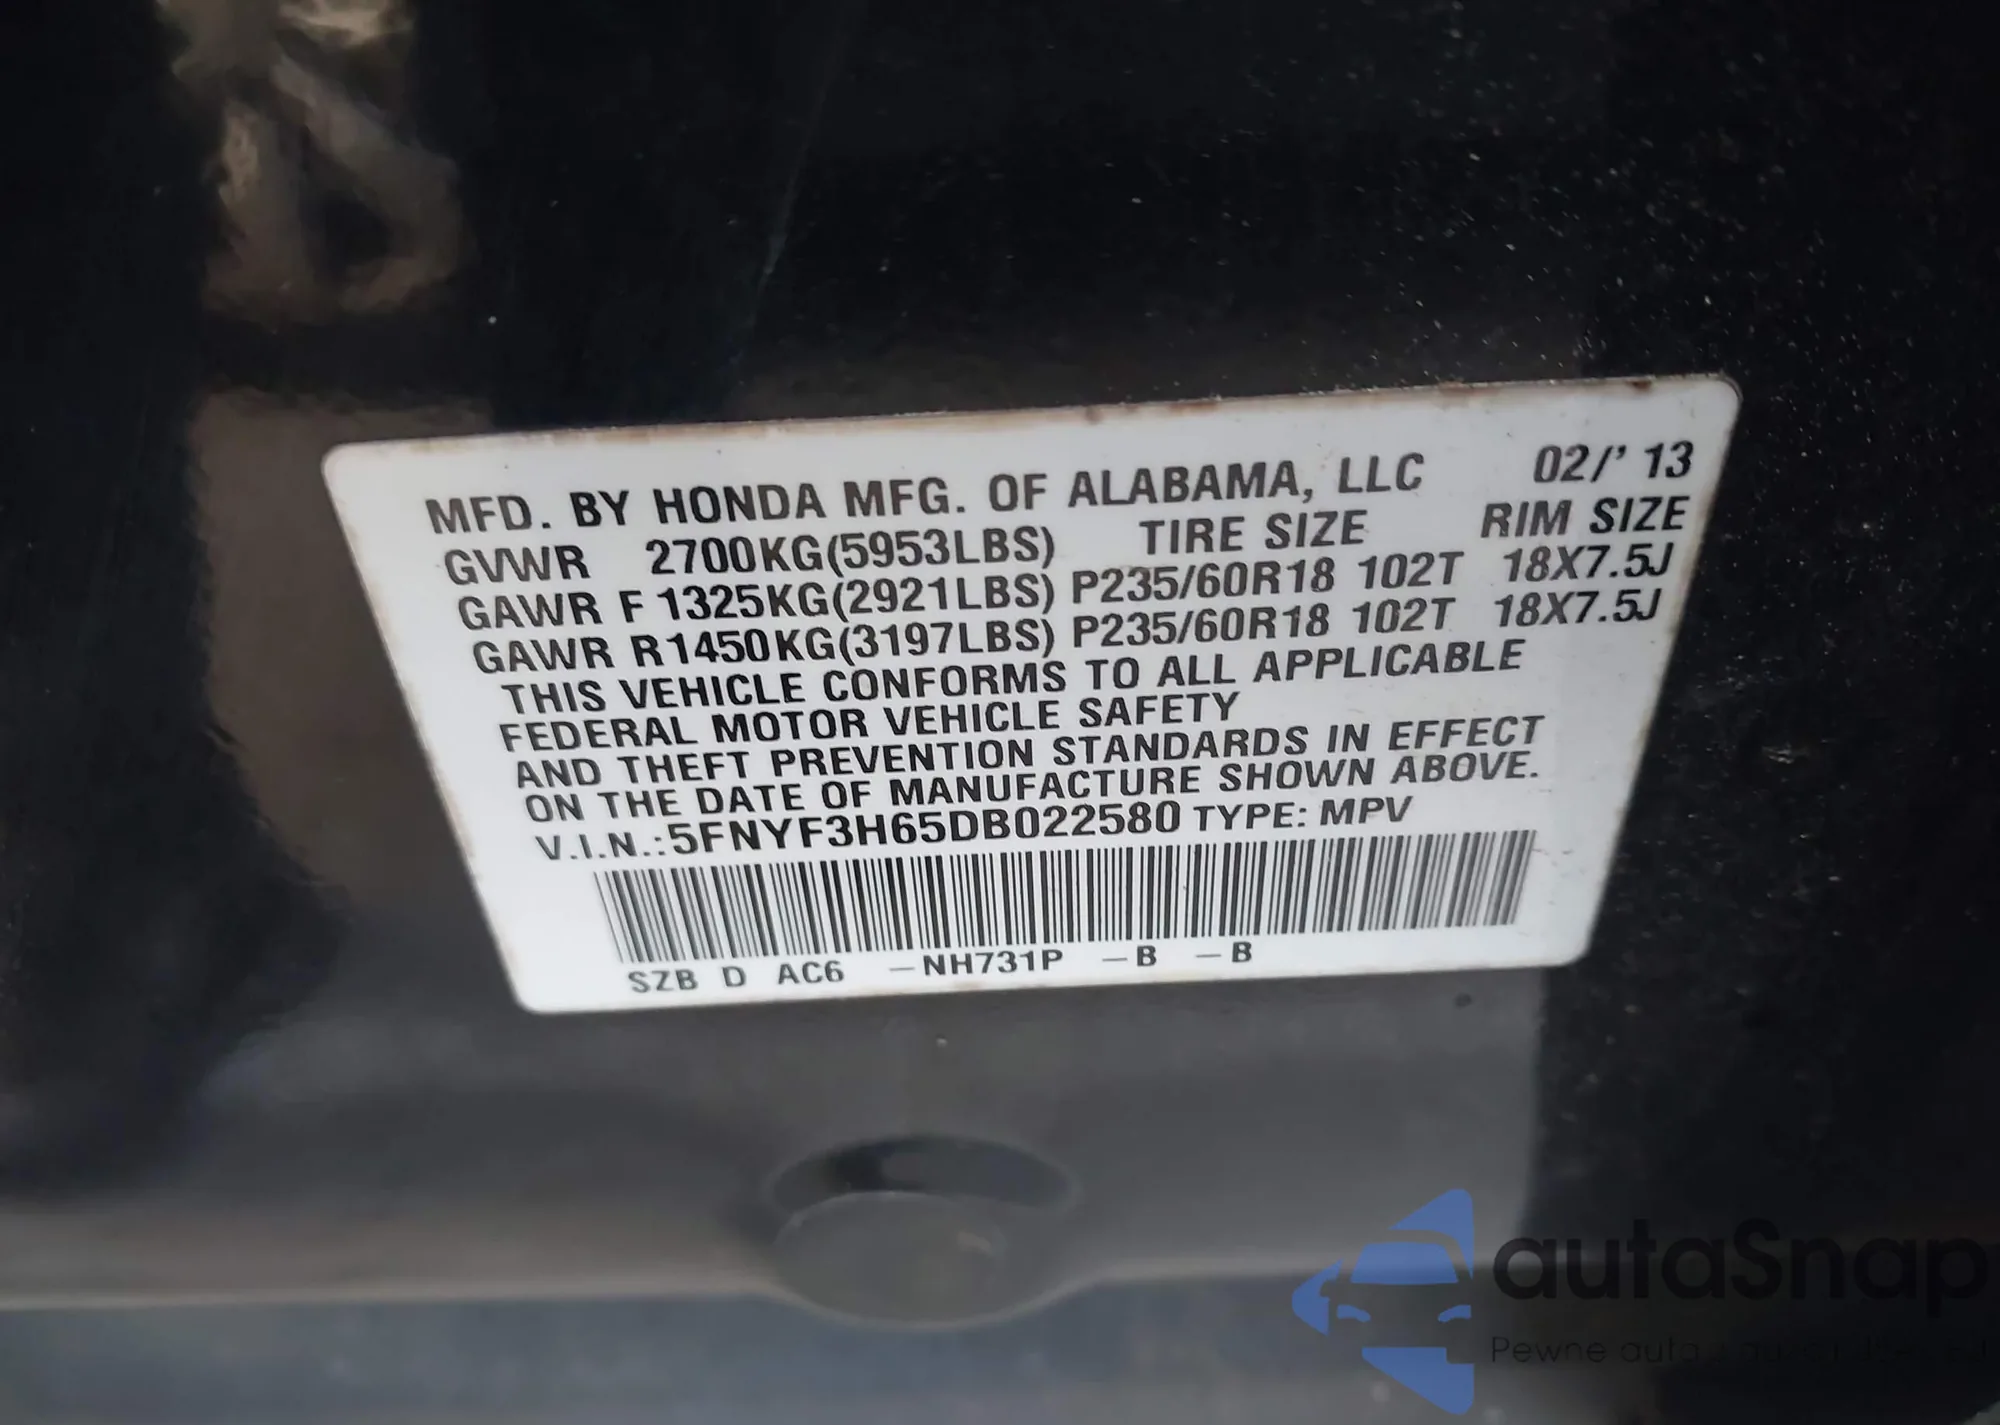 MFD. BY HONDA MFG. OF ALABAMA, LLC 02/' 13
GVWR 2700KG(5953LBS) TIRE SIZE RIM SIZE
GAWR F 1325KG(2921LBS) P235/60R18 102T 18X7.5J
GAWR R1450KG(3197LBS) P235/60R18 102T 18X7.5J
THIS VEHICLE CONFORMS TO ALL APPLICABLE
FEDERAL MOTOR VEHICLE SAFETY
AND THEFT PREVENTION STANDARDS IN EFFECT
ON THE DATE OF MANUFACTURE SHOWN ABOVE.
V.I.N.:5FNYF3H65DB022580 TYPE: MPV
SZB D AC6 –NH731P –B –B
autaSnap
Pewne auta